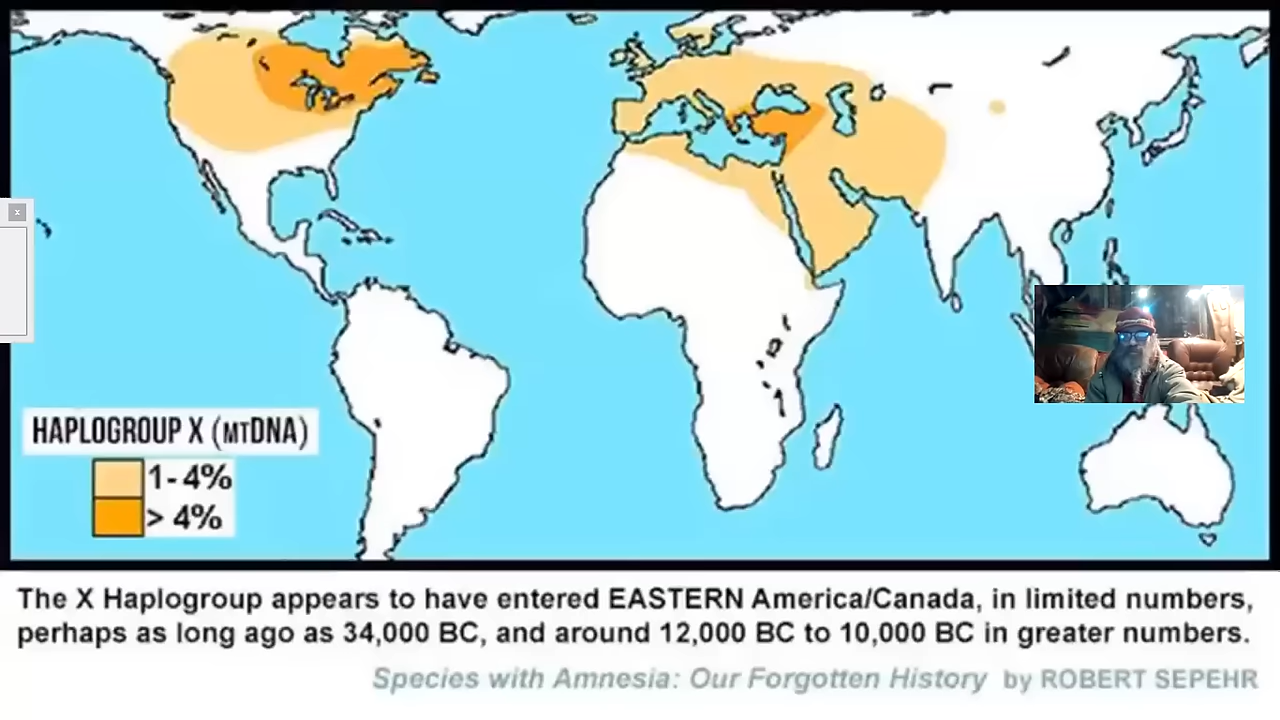 x
HAPLOGROUP X (MTDNA)
1-4%
> 4%
The X Haplogroup appears to have entered EASTERN America/Canada, in limited numbers,
perhaps as long ago as 34,000 BC, and around 12,000 BC to 10,000 BC in greater numbers.
Species with Amnesia: Our Forgotten History by ROBERT SEPEHR